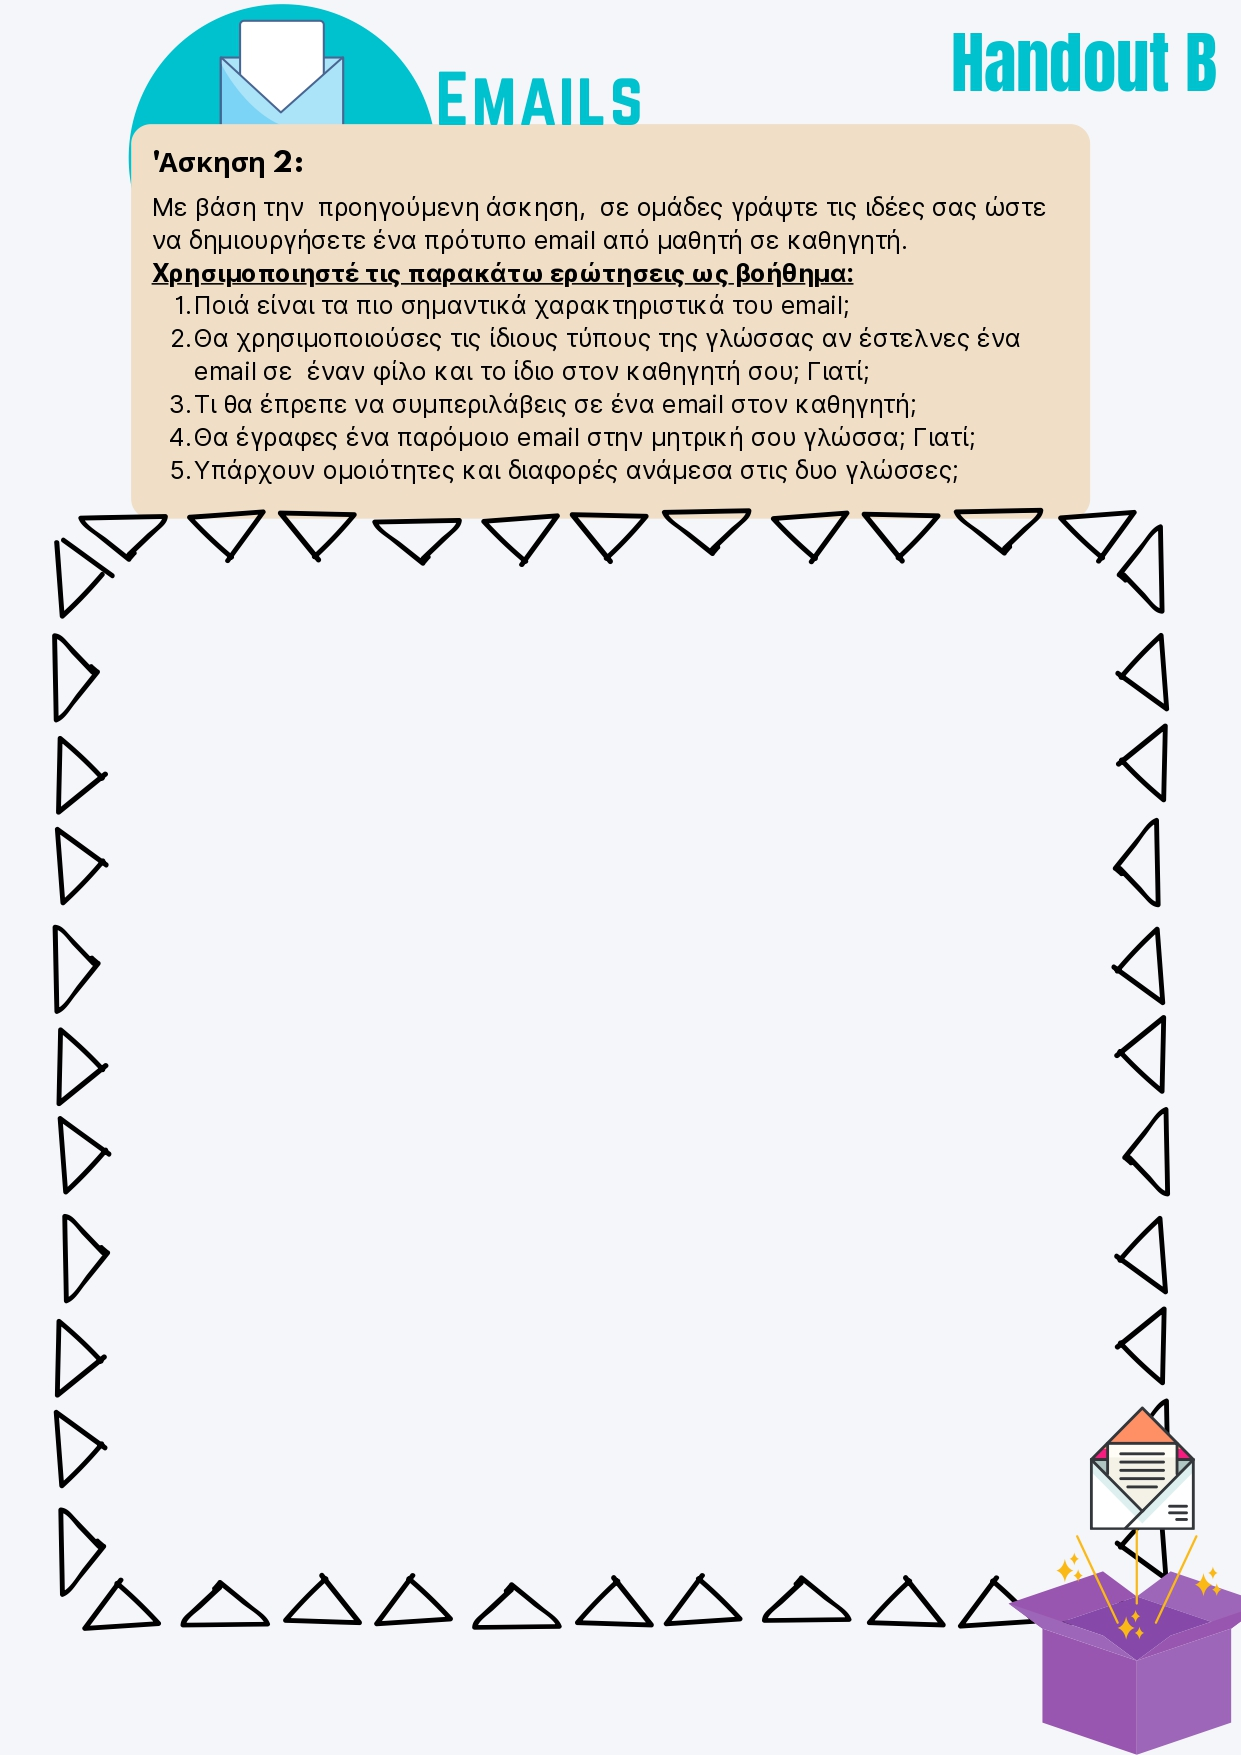 Handout B
EMAILS
'Άσκηση 2:
Με βάση την προηγούμενη άσκηση, σε ομάδες γράψτε τις ιδέες σας ώστε
να δημιουργήσετε ένα πρότυπο email από μαθητή σε καθηγητή.
Χρησιμοποιηστέ τις παρακάτω ερώτησεις ως βοήθημα:
1. Ποιά είναι τα πιο σημαντικά χαρακτηριστικά του email;
2. Θα χρησιμοποιούσες τις ίδιους τύπους της γλώσσας αν έστελνες ένα
email σε έναν φίλο και το ίδιο στον καθηγητή σου; Γιατί;
3. Τι θα έπρεπε να συμπεριλάβεις σε ένα email στον καθηγητή;
4. Θα έγραφες ένα παρόμοιο email στην μητρική σου γλώσσα; Γιατί;
5. Υπάρχουν ομοιότητες και διαφορές ανάμεσα στις δυο γλώσσες;